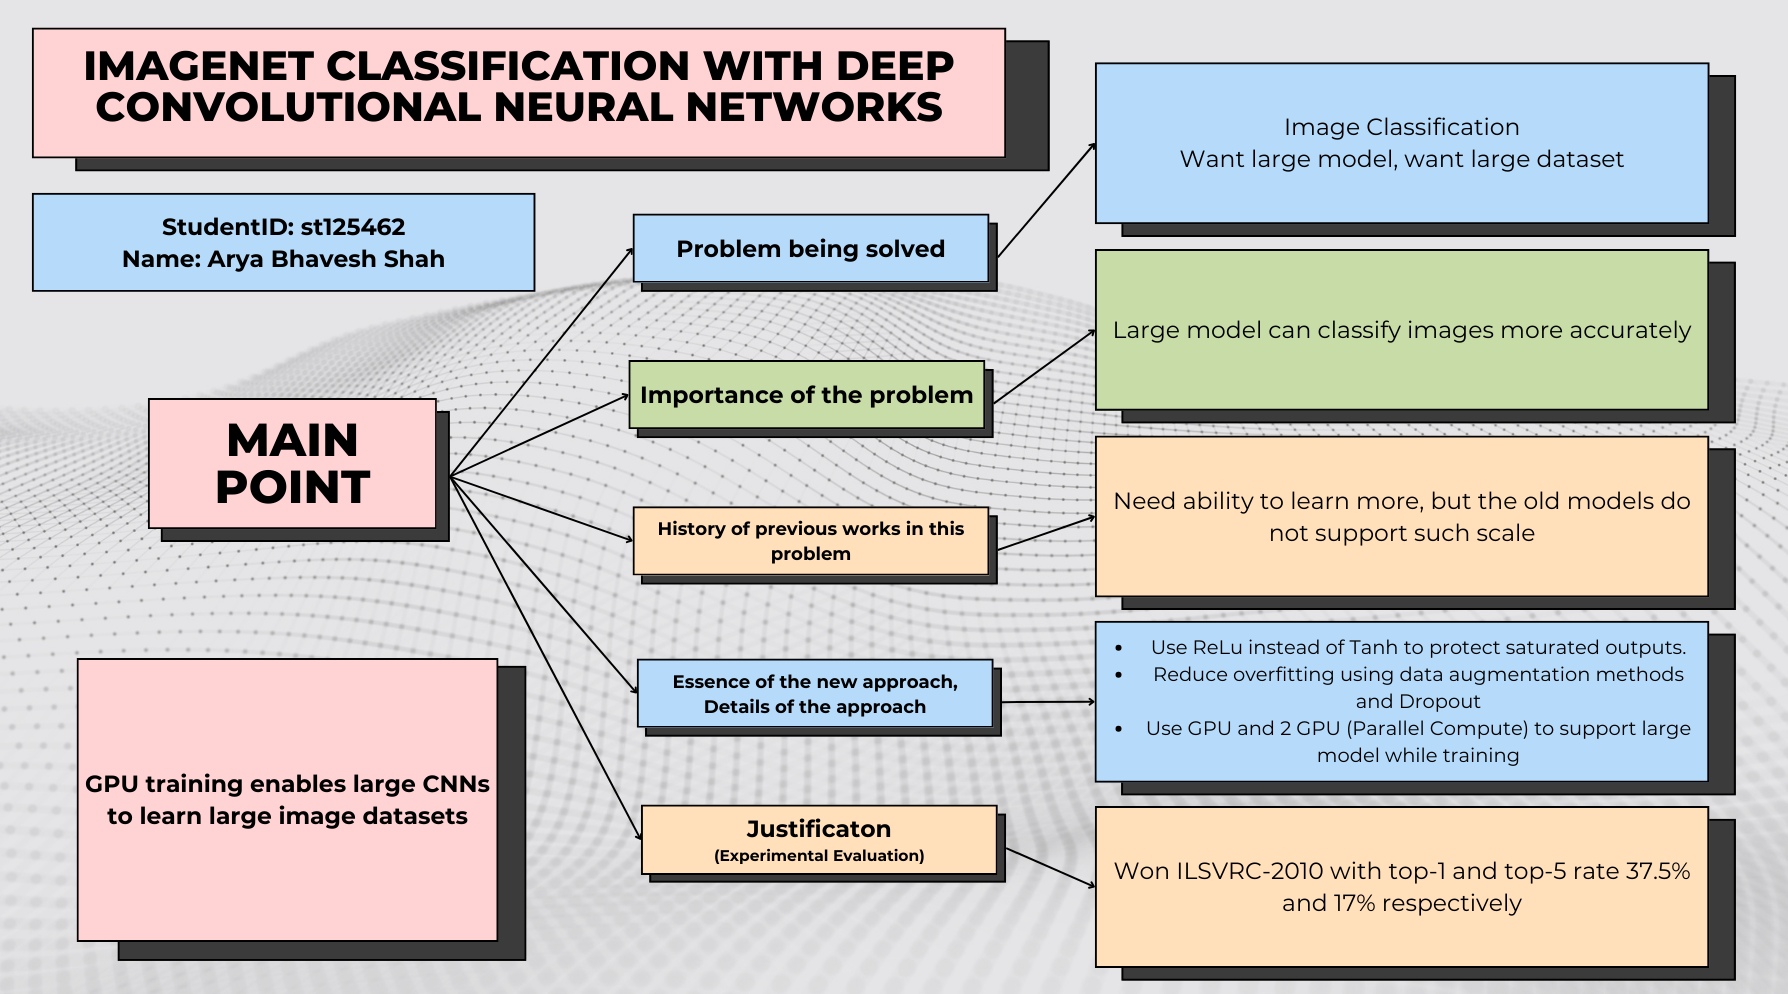 IMAGENET CLASSIFICATION WITH DEEP
CONVOLUTIONAL NEURAL NETWORKS
StudentID: st125462
Name: Arya Bhavesh Shah
MAIN
POINT
GPU training enables large CNNs
to learn large image datasets
Problem being solved
Image Classification
Want large model, want large dataset
Importance of the problem
Large model can classify images more accurately
History of previous works in this
problem
Need ability to learn more, but the old models do
not support such scale
Essence of the new approach,
Details of the approach
• Use ReLu instead of Tanh to protect saturated outputs.
• Reduce overfitting using data augmentation methods
and Dropout
• Use GPU and 2 GPU (Parallel Compute) to support large
model while training
Justificaton
(Experimental Evaluation)
Won ILSVRC-2010 with top-1 and top-5 rate 37.5%
and 17% respectively